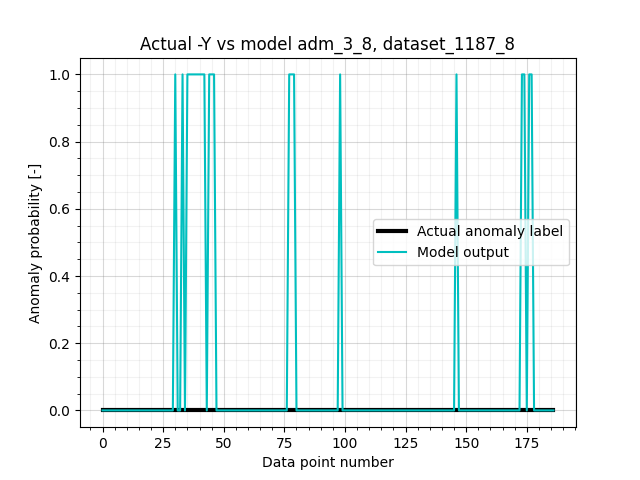 Actual -Y vs model adm_3_8, dataset_1187_8
1.0
0.8
0.6
0.4
0.2
0.0
Anomaly probability [-]
Actual anomaly label
Model output
0 25 50 75 100 125 150 175
Data point number